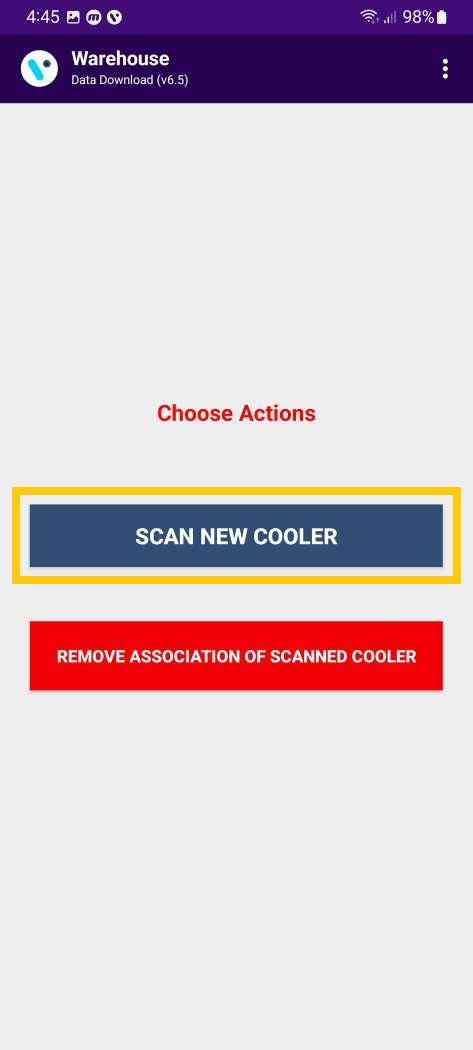 4:45 98%
Warehouse
Data Download (v6.5)
Choose Actions
SCAN NEW COOLER
REMOVE ASSOCIATION OF SCANNED COOLER